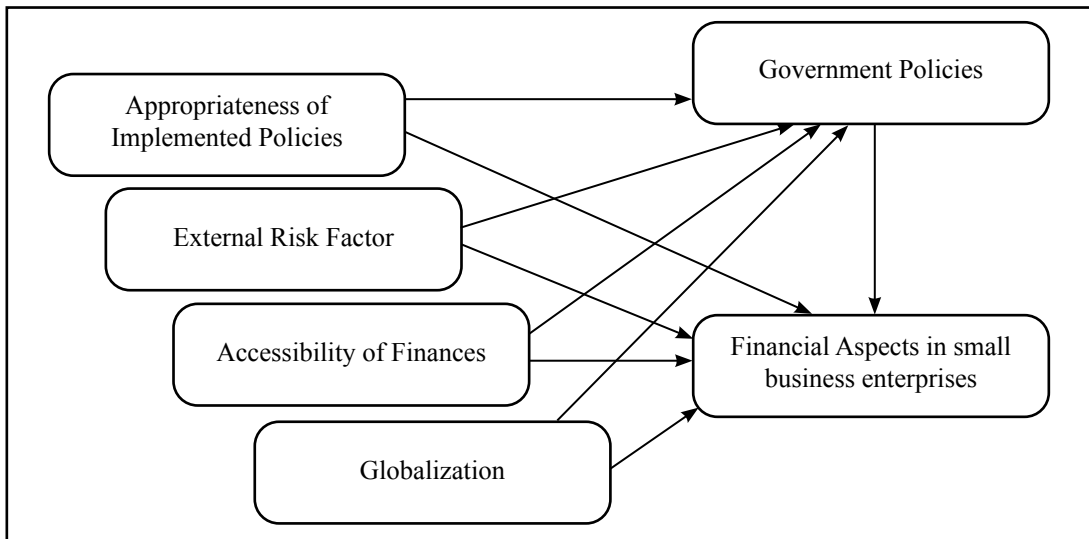 Government Policies
Appropriateness of
Implemented Policies
External Risk Factor
Accessibility of Finances
Financial Aspects in small
business enterprises
Globalization